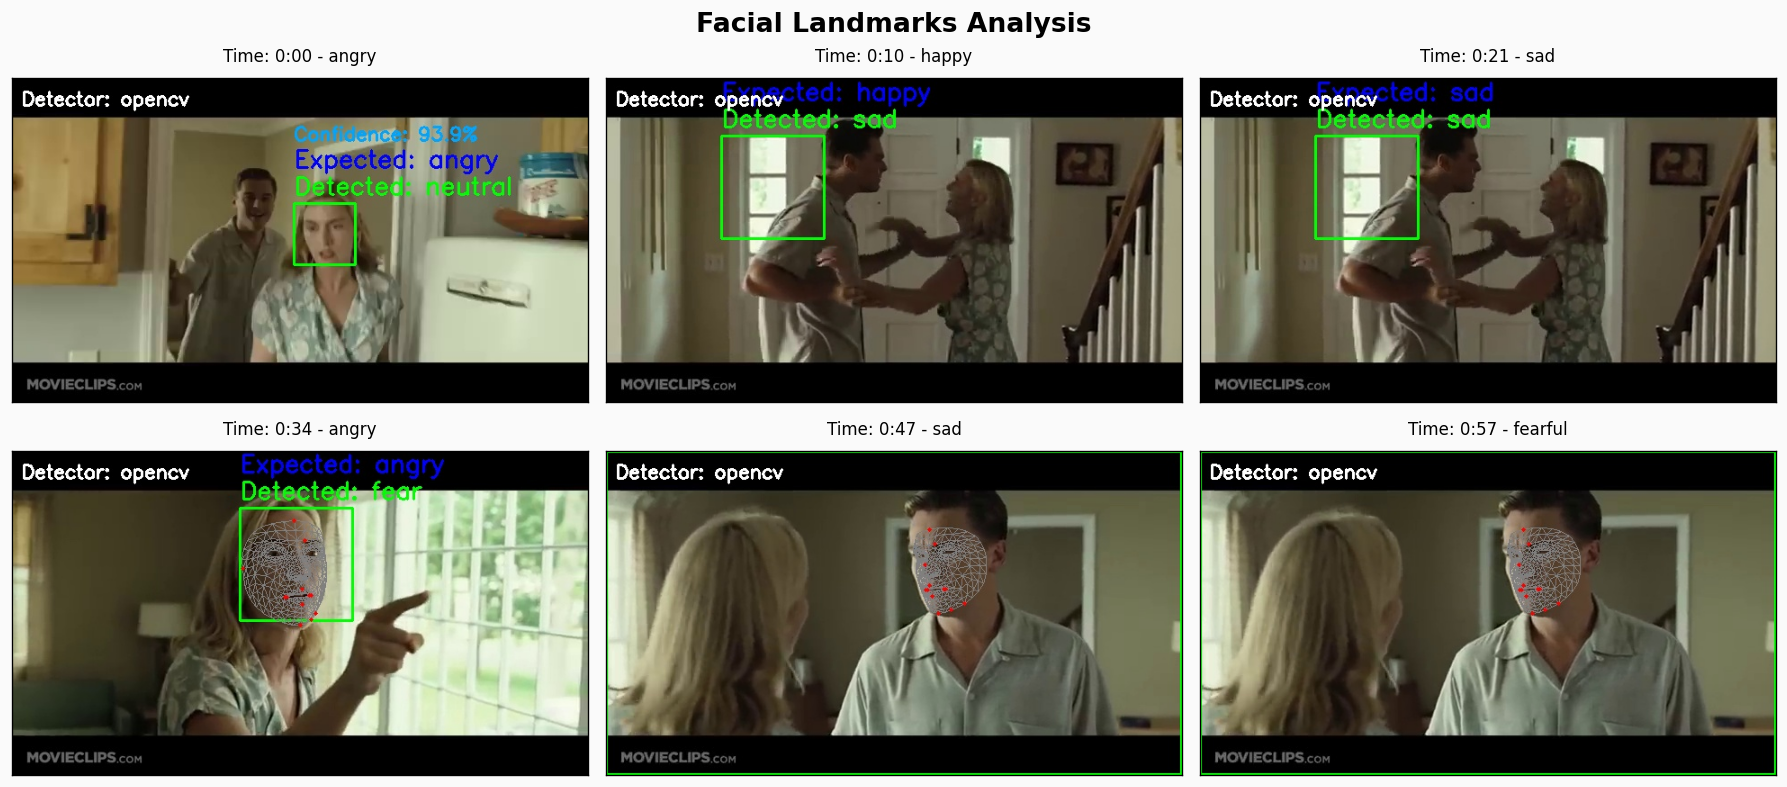 Facial Landmarks Analysis
Time: 0:00 - angry
Detector: opencv
Confidence: 93.9%
Expected: angry
Detected: neutral
MOVIECLIPS.COM
Time: 0:10 - happy
Expected: happy
Detector: opencv
Detected: sad
MOVIECLIPS.COM
Time: 0:21 - sad
Expected: sad
Detector: opencv
Detected: sad
MOVIECLIPS.COM
Time: 0:34 - angry
Expected: angry
Detector: opencv
Detected: fear
MOVIECLIPS.COM
Time: 0:47 - sad
Detector: opencv
MOVIECLIPS.COM
Time: 0:57 - fearful
Detector: opencv
MOVIECLIPS.COM